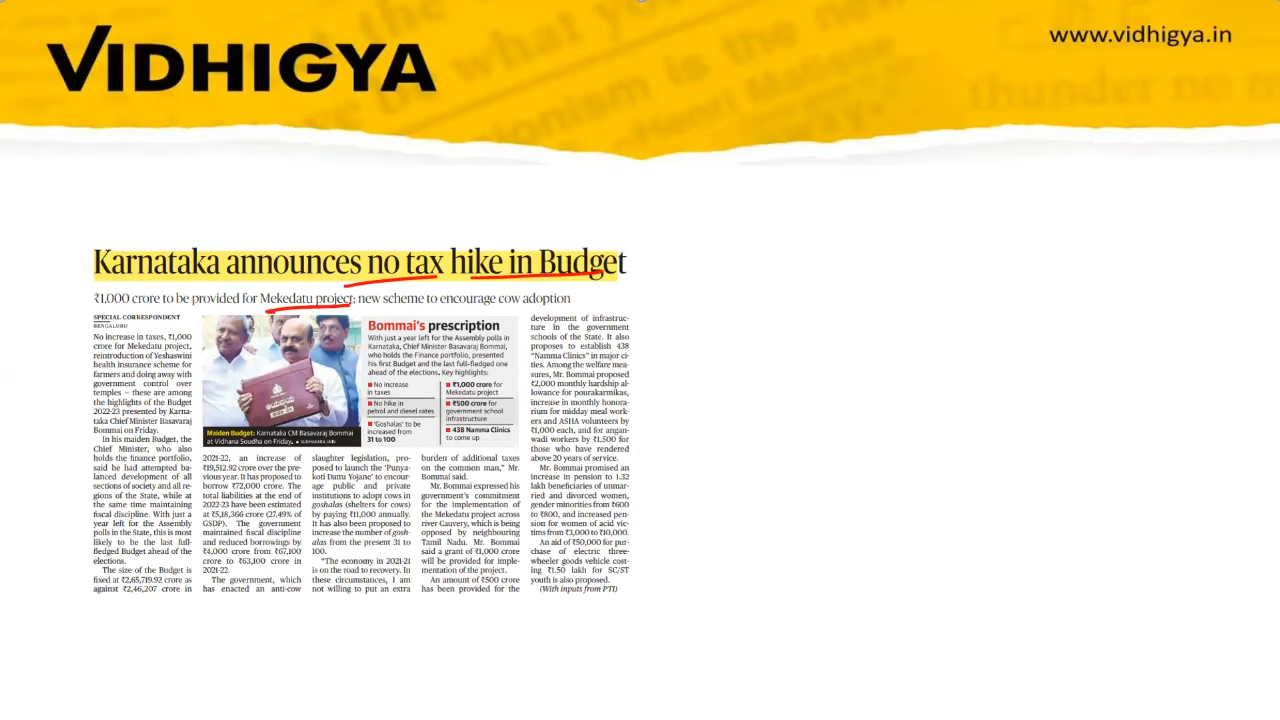 VIDHIGYA
www.vidhigya.in
Karnataka announces no tax hike in Budget
₹1,000 crore to be provided for Mekedatu project; new scheme to encourage cow adoption
SPECIAL CORRESPONDENT
BENGALURU
No increase in taxes, ₹1,000
crore for Mekedatu project,
reintroduction of Yeshaswini
health insurance scheme for
farmers and doing away with
government control over
temples – these are among
the highlights of the Budget
2022-23 presented by Karna-
taka Chief Minister Basavaraj
Bommai on Friday.
In his maiden Budget, the
Chief Minister, who also
holds the finance portfolio,
said he had attempted ba-
lanced development of all
sections of society and all re-
gions of the State, while at
the same time maintaining
fiscal discipline. With just a
year left for the Assembly
polls in the State, this is most
likely to be the last full-
fledged Budget ahead of the
elections.
The size of the Budget is
fixed at ₹2,65,719.92 crore as
against ₹2,46,207 crore in
Maiden Budget: Karnataka CM Basavaraj Bommai
at Vidhana Soudha on Friday. ● SUDHAKARA JAIN
Bommai's prescription
With just a year left for the Assembly polls in
Karnataka, Chief Minister Basavaraj Bommai,
who holds the Finance portfolio, presented
his first Budget and the last full-fledged one
ahead of the elections. Key highlights:
No increase
in taxes
No hike in
petrol and diesel rates
'Goshalas' to be
increased from
31 to 100
₹1,000 crore for
Mekedatu project
₹500 crore for
government school
infrastructure
438 Namma Clinics
to come up
2021-22, an increase of
₹19,512.92 crore over the pre-
vious year. It has proposed to
borrow ₹72,000 crore. The
total liabilities at the end of
2022-23 have been estimated
at ₹5,18,366 crore (27.49% of
GSDP). The government
maintained fiscal discipline
and reduced borrowings by
₹4,000 crore from ₹67,100
crore to ₹63,100 crore in
2021-22.
The government, which
has enacted an anti-cow
slaughter legislation, pro-
posed to launch the 'Punya-
koti Dattu Yojane' to encour-
age public and private
institutions to adopt cows in
goshalas (shelters for cows)
by paying ₹11,000 annually.
It has also been proposed to
increase the number of gosh-
alas from the present 31 to
100.
"The economy in 2021-21
is on the road to recovery. In
these circumstances, I am
not willing to put an extra
burden of additional taxes
on the common man," Mr.
Bommai said.
Mr. Bommai expressed his
government's commitment
for the implementation of
the Mekedatu project across
river Cauvery, which is being
opposed by neighbouring
Tamil Nadu. Mr. Bommai
said a grant of ₹1,000 crore
will be provided for imple-
mentation of the project.
An amount of ₹500 crore
has been provided for the
development of infrastruc-
ture in the government
schools of the State. It also
proposes to establish 438
"Namma Clinics" in major ci-
ties. Among the welfare mea-
sures, Mr. Bommai proposed
₹2,000 monthly hardship al-
lowance for pourakarmikas,
increase in monthly honora-
rium for midday meal work-
ers and ASHA volunteers by
₹1,000 each, and for angan-
wadi workers by ₹1,500 for
those who have rendered
above 20 years of service.
Mr. Bommai promised an
increase in pension to 1.32
lakh beneficiaries of unmar-
ried and divorced women,
gender minorities from ₹600
to ₹800, and increased pen-
sion for women of acid vic-
tims from ₹3,000 to ₹10,000.
An aid of ₹50,000 for pur-
chase of electric three-
wheeler goods vehicle cost-
ing ₹1.50 lakh for SC/ST
youth is also proposed.
(With inputs from PTI)